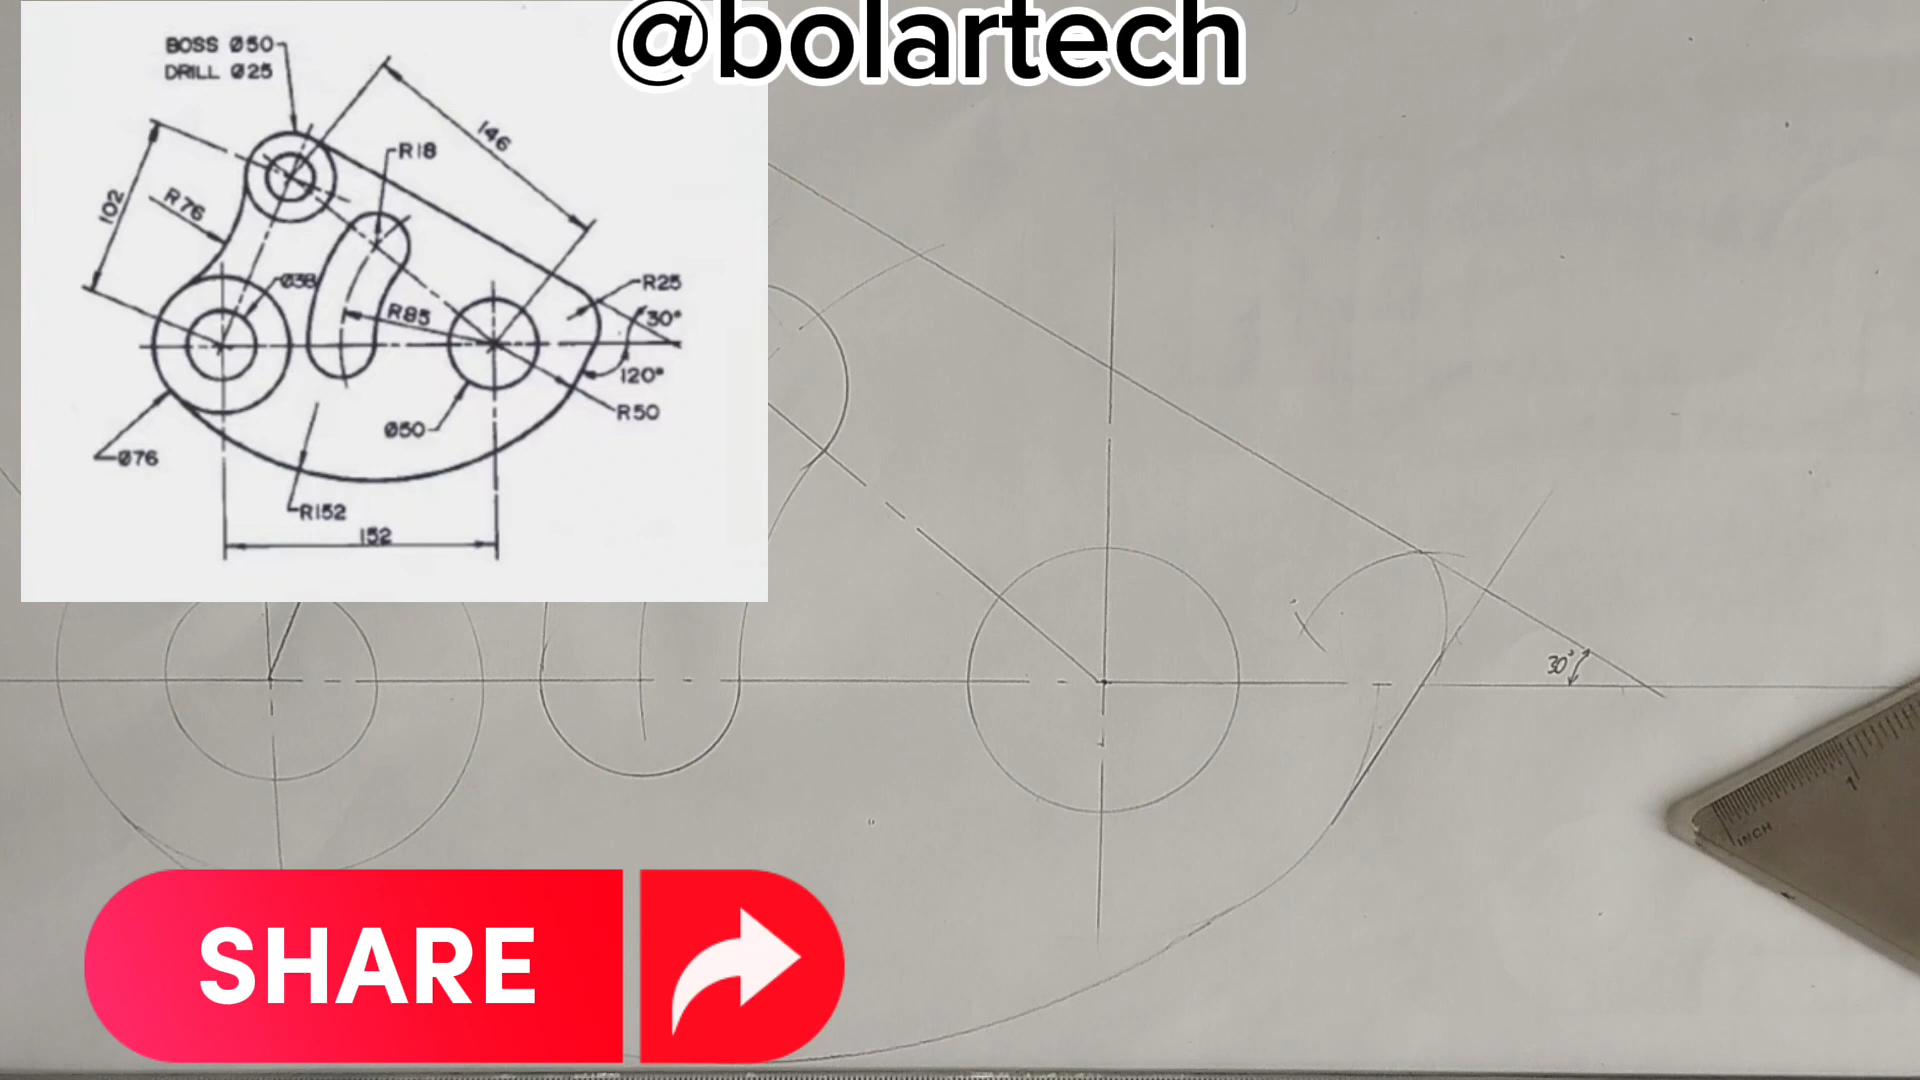 @bolartech
BOSS Ø50
DRILL Ø25
146
R18
102
R76
Ø38
R85
R25
30°
120°
R50
Ø50
Ø76
R152
152
30°
1
INCH
SHARE